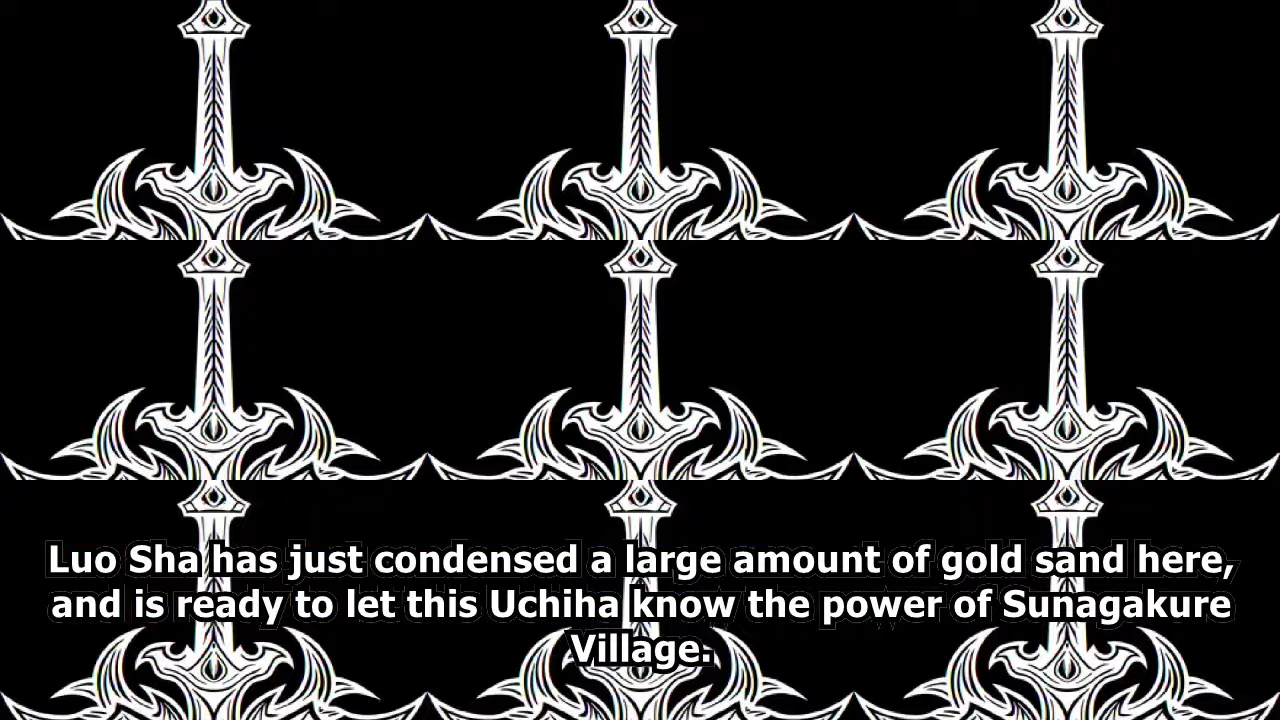 Luo Sha has just condensed a large amount of gold sand here,
and is ready to let this Uchiha know the power of Sunagakure
Village.